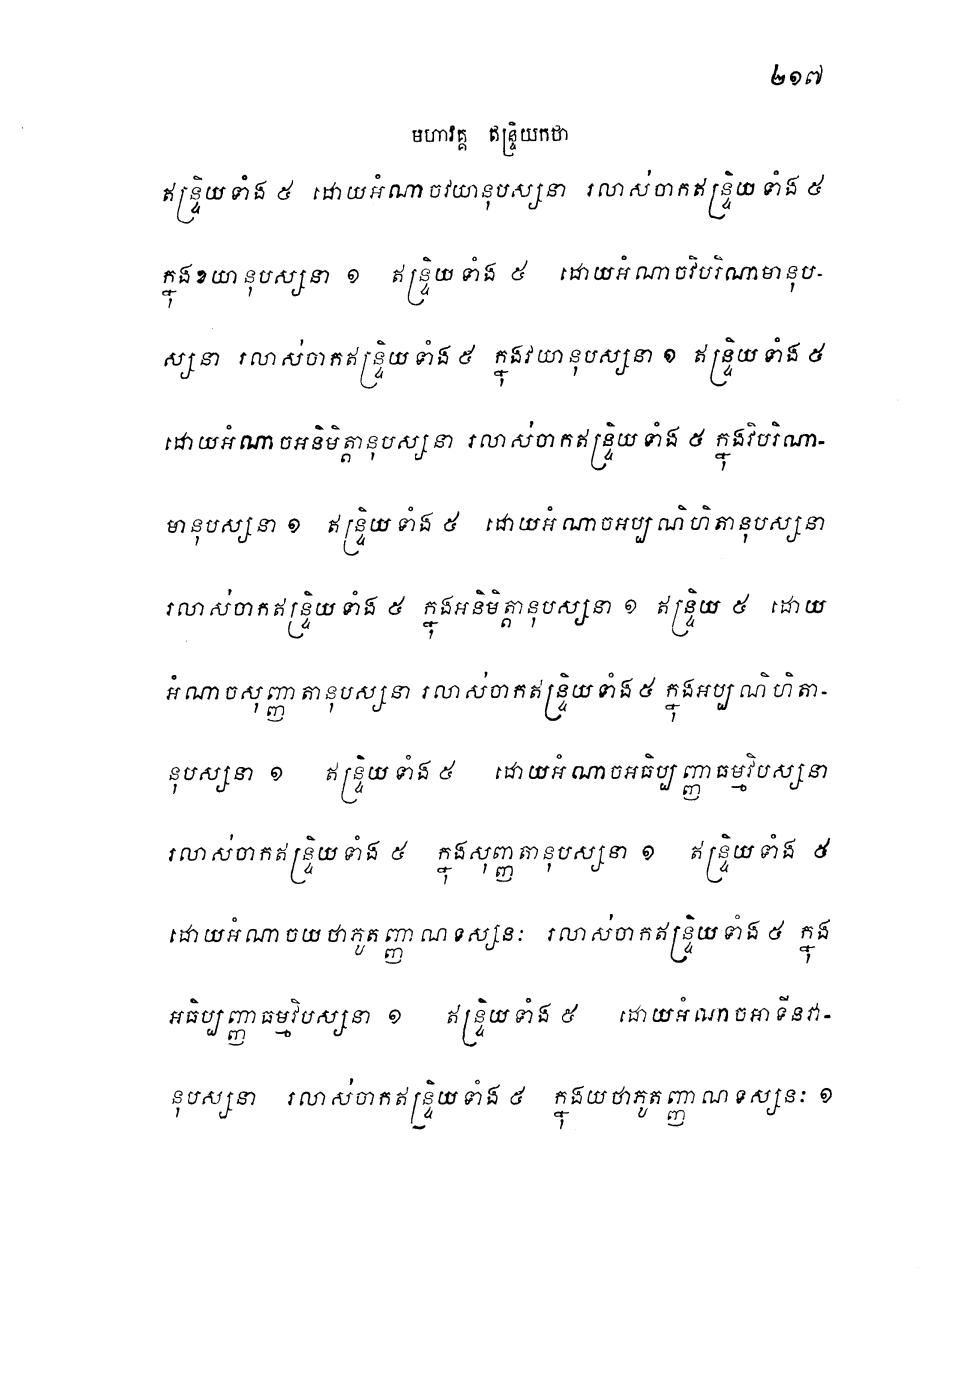 ២១៧
មហាវគ្គ ឥន្ទ្រិយកថា
ឥន្ទ្រិយទាំង ៥ ដោយអំណាចវយានុបស្សនា រលាស់ចាកឥន្ទ្រិយទាំង ៥
ក្នុងខយានុបស្សនា ១ ឥន្ទ្រិយទាំង ៥ ដោយអំណាចវិបរិណាមានុប-
ស្សនា រលាស់ចាកឥន្ទ្រិយទាំង ៥ ក្នុងវយានុបស្សនា ១ ឥន្ទ្រិយទាំង ៥
ដោយអំណាចអនិមិត្តានុបស្សនា រលាស់ចាកឥន្ទ្រិយទាំង ៥ ក្នុងវិបរិណា-
មានុបស្សនា ១ ឥន្ទ្រិយទាំង ៥ ដោយអំណាចអប្បណិហិតានុបស្សនា
រលាស់ចាកឥន្ទ្រិយទាំង ៥ ក្នុងអនិមិត្តានុបស្សនា ១ ឥន្ទ្រិយ ៥ ដោយ
អំណាចសុញ្ញតានុបស្សនា រលាស់ចាកឥន្ទ្រិយទាំង ៥ ក្នុងអប្បណិហិតា-
នុបស្សនា ១ ឥន្ទ្រិយទាំង ៥ ដោយអំណាចអធិប្បញ្ញាធម្មវិបស្សនា
រលាស់ចាកឥន្ទ្រិយទាំង ៥ ក្នុងសុញ្ញតានុបស្សនា ១ ឥន្ទ្រិយទាំង ៥
ដោយអំណាចយថាភូតញ្ញាណទស្សនៈ រលាស់ចាកឥន្ទ្រិយទាំង ៥ ក្នុង
អធិប្បញ្ញាធម្មវិបស្សនា ១ ឥន្ទ្រិយទាំង ៥ ដោយអំណាចអាទីនវា-
នុបស្សនា រលាស់ចាកឥន្ទ្រិយទាំង ៥ ក្នុងយថាភូតញ្ញាណទស្សនៈ ១